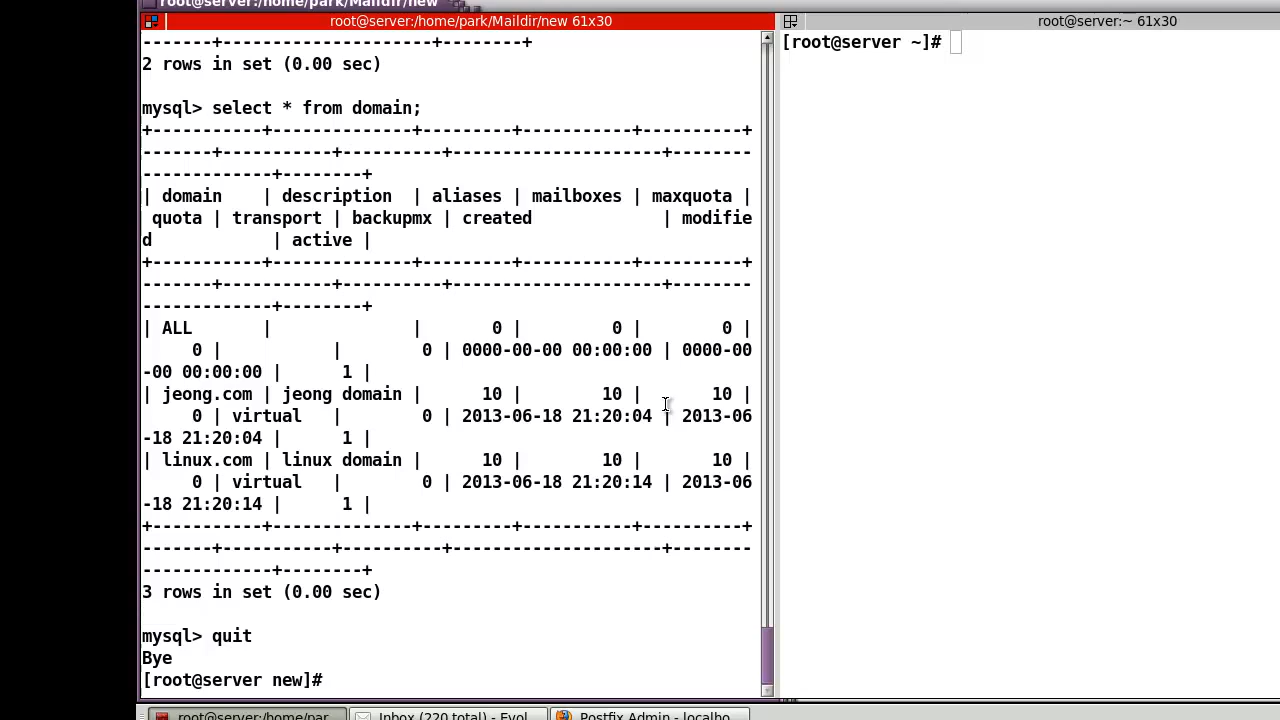 root@server:/home/park/Maildir/new
root@server:/home/park/Maildir/new 61x30
-------+---------------------+--------+
2 rows in set (0.00 sec)
mysql> select * from domain;
+-----------+--------------+---------+-----------+----------+
-------+-----------+----------+---------------------+--------
-------------+--------+
| domain    | description  | aliases | mailboxes | maxquota |
 quota | transport | backupmx | created             | modifie
d            | active |
+-----------+--------------+---------+-----------+----------+
-------+-----------+----------+---------------------+--------
-------------+--------+
| ALL       |              |       0 |         0 |        0 |
     0 |           |        0 | 0000-00-00 00:00:00 | 0000-00
-00 00:00:00 |      1 |
| jeong.com | jeong domain |      10 |        10 |       10 |
     0 | virtual   |        0 | 2013-06-18 21:20:04 | 2013-06
-18 21:20:04 |      1 |
| linux.com | linux domain |      10 |        10 |       10 |
     0 | virtual   |        0 | 2013-06-18 21:20:14 | 2013-06
-18 21:20:14 |      1 |
+-----------+--------------+---------+-----------+----------+
-------+-----------+----------+---------------------+--------
-------------+--------+
3 rows in set (0.00 sec)
mysql> quit
Bye
[root@server new]#
root@server:~ 61x30
[root@server ~]#
root@server:/home/par...
Inbox (220 total) - Evol...
Postfix Admin - localho...